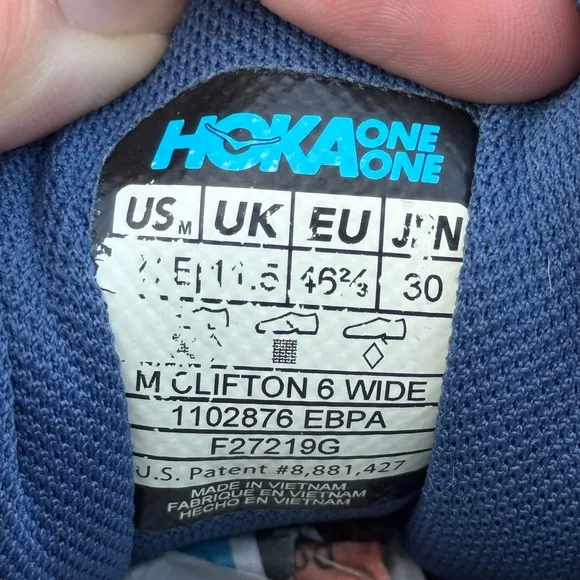 HOKA ONE ONE
US M UK EU JPN
11.5 46⅔ 30
M CLIFTON 6 WIDE
1102876 EBPA
F27219G
U.S. Patent #8,881,427
MADE IN VIETNAM
FABRIQUE EN VIETNAM
HECHO EN VIETNAM